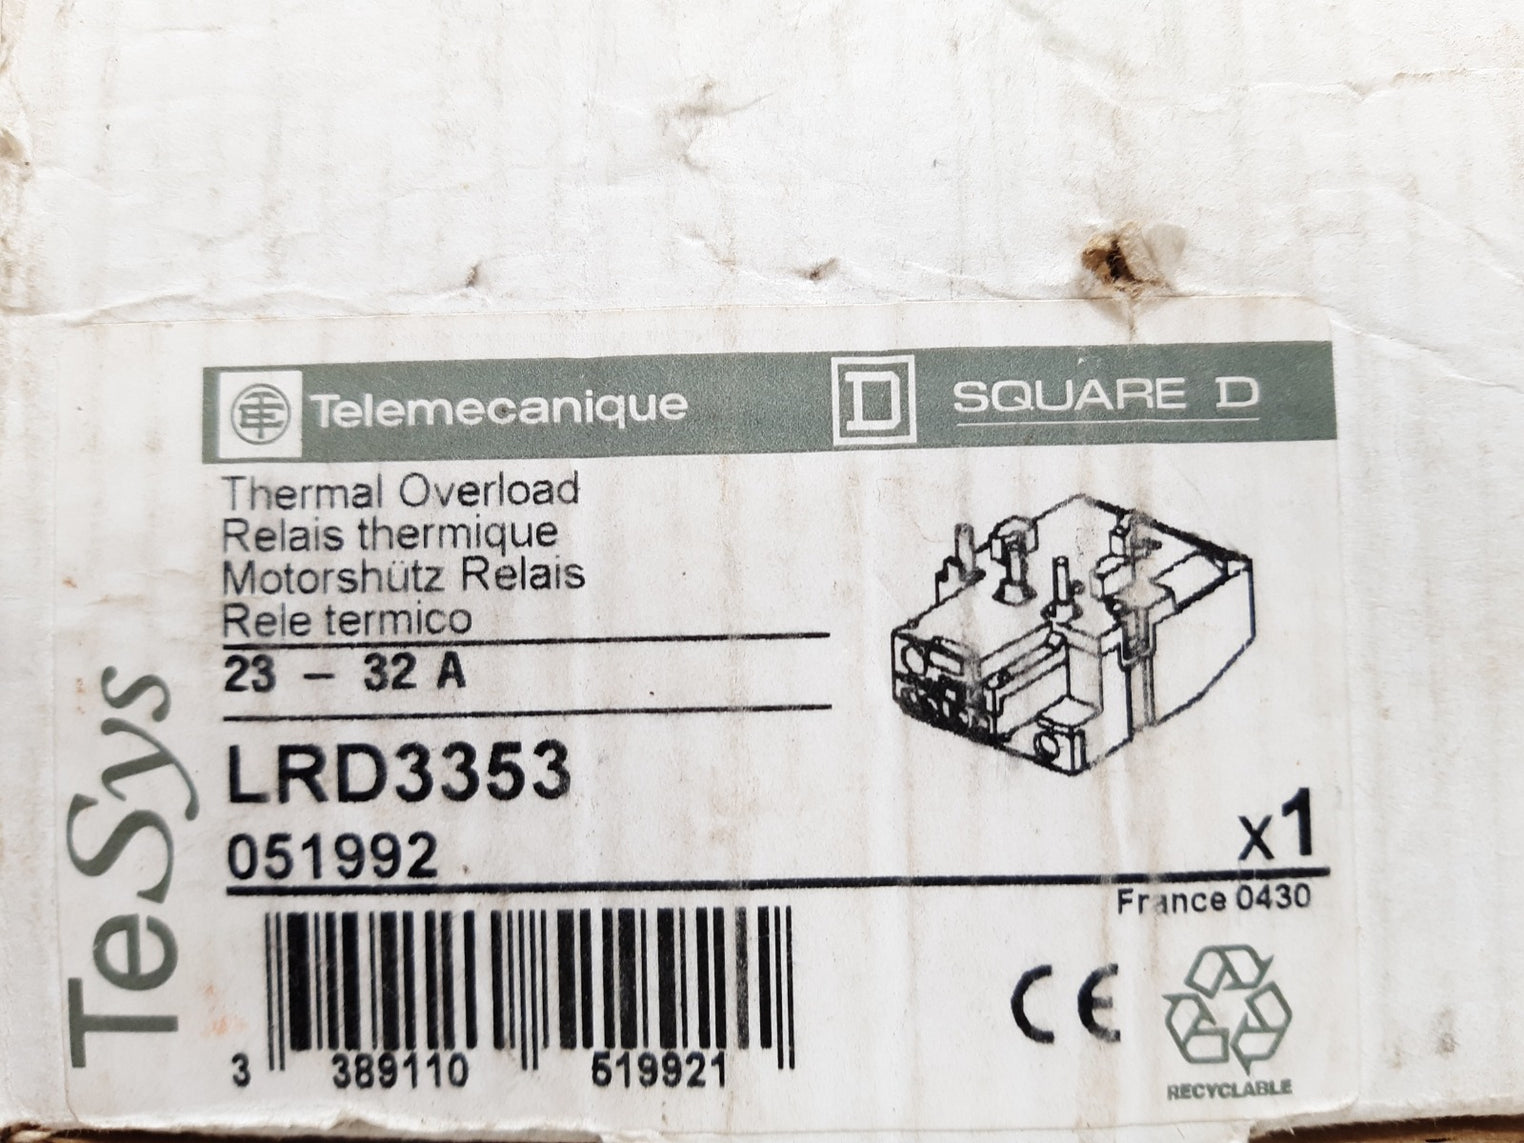 Telemecanique
D SQUARE D
Thermal Overload
Relais thermique
Motorshütz Relais
Rele termico
23 - 32 A
LRD3353
051992
x1
France 0430
TeSys
3 389110 519921
CE
RECYCLABLE